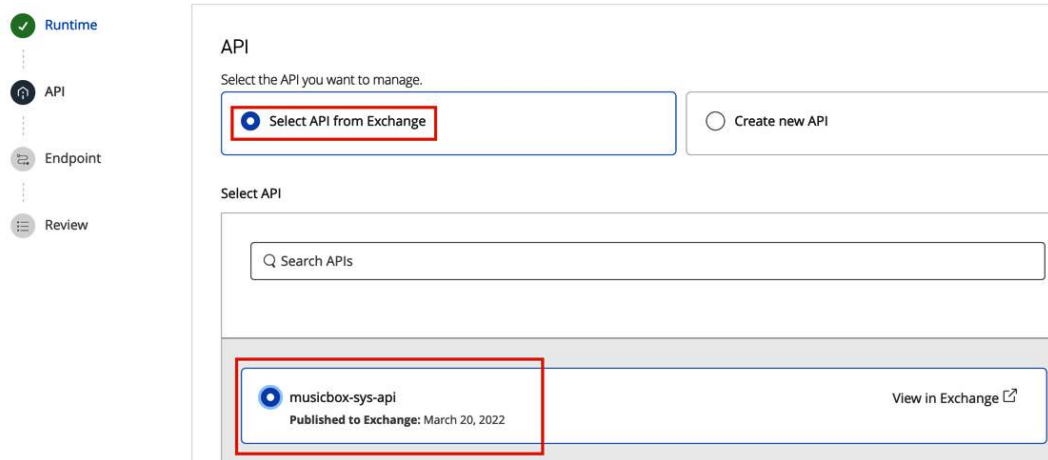 Runtime
API
Endpoint
Review
API
Select the API you want to manage.
Select API from Exchange
Create new API
Select API
Search APIs
musicbox-sys-api
View in Exchange
Published to Exchange: March 20, 2022